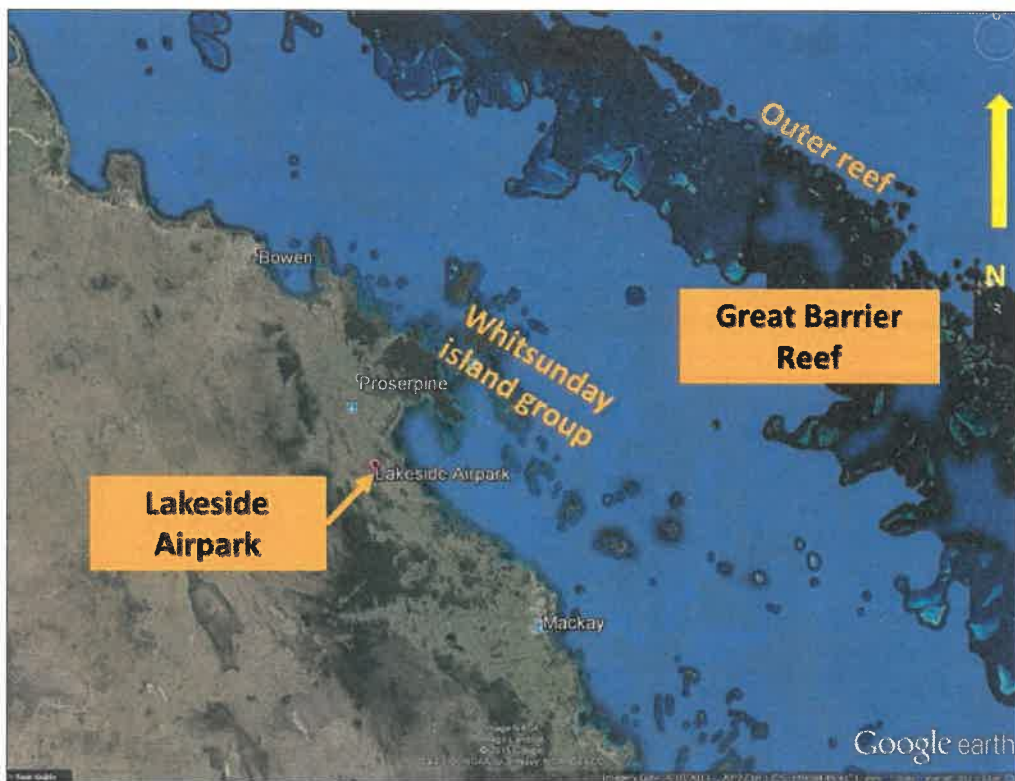 Outer reef
N
Bowen
Great Barrier
Reef
Whitsunday
island group
Proserpine
Lakeside Airpark
Lakeside
Airpark
Mackay
Google earth